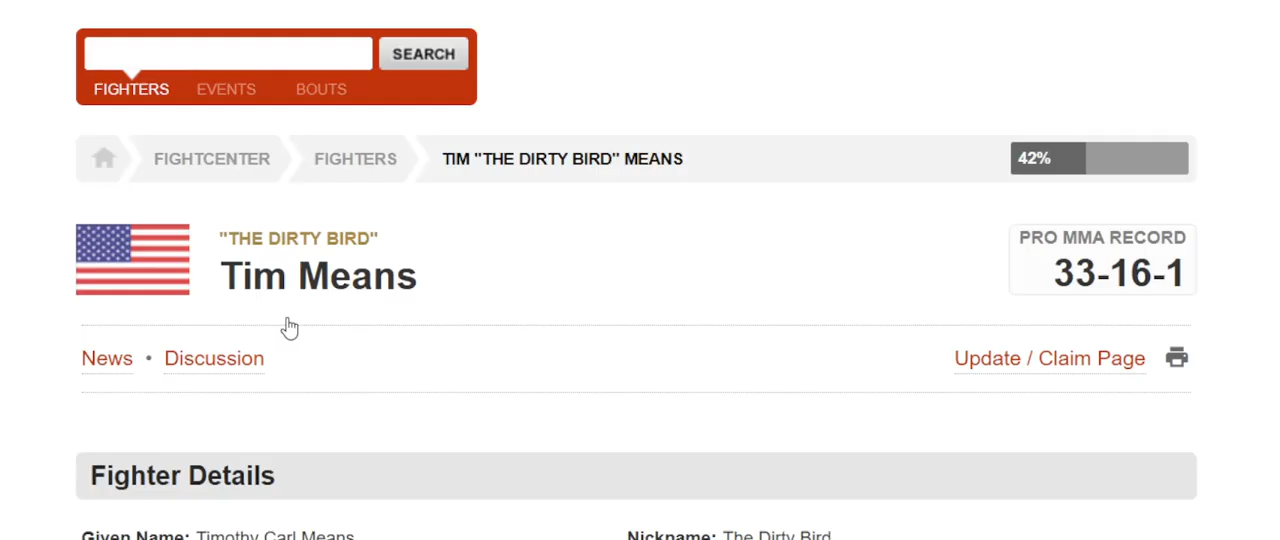 SEARCH
FIGHTERS EVENTS BOUTS
FIGHTCENTER FIGHTERS TIM "THE DIRTY BIRD" MEANS 42%
"THE DIRTY BIRD" PRO MMA RECORD
Tim Means 33-16-1
News • Discussion Update / Claim Page
Fighter Details
Given Name: Timothy Carl Means Nickname: The Dirty Bird